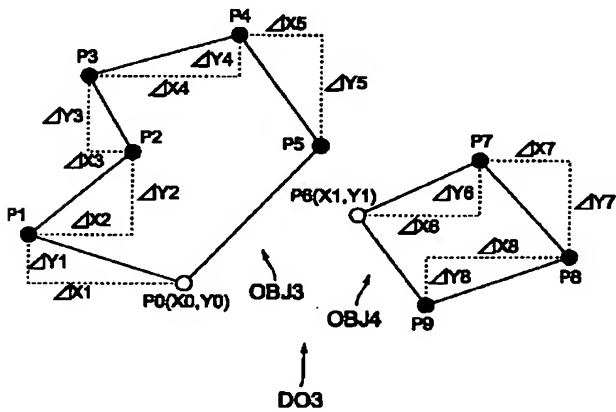 P4
⊿X5
P3
⊿Y4
⊿X4
⊿Y5
⊿Y3
P2
⊿X3
P5
P7
⊿X7
⊿Y2
P6(X1,Y1)
⊿Y6
P1
⊿X2
⊿X6
⊿Y7
⊿Y1
⊿X8
P8
⊿X1
⊿Y8
P0(X0,Y0)
OBJ3
OBJ4
P9
DO3